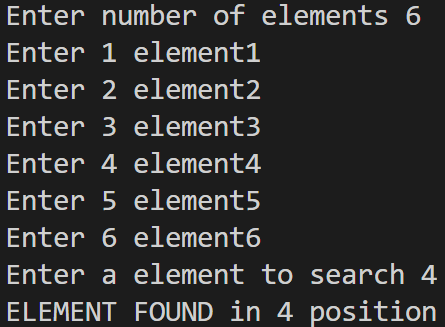 Enter number of elements 6
Enter 1 element1
Enter 2 element2
Enter 3 element3
Enter 4 element4
Enter 5 element5
Enter 6 element6
Enter a element to search 4
ELEMENT FOUND in 4 position